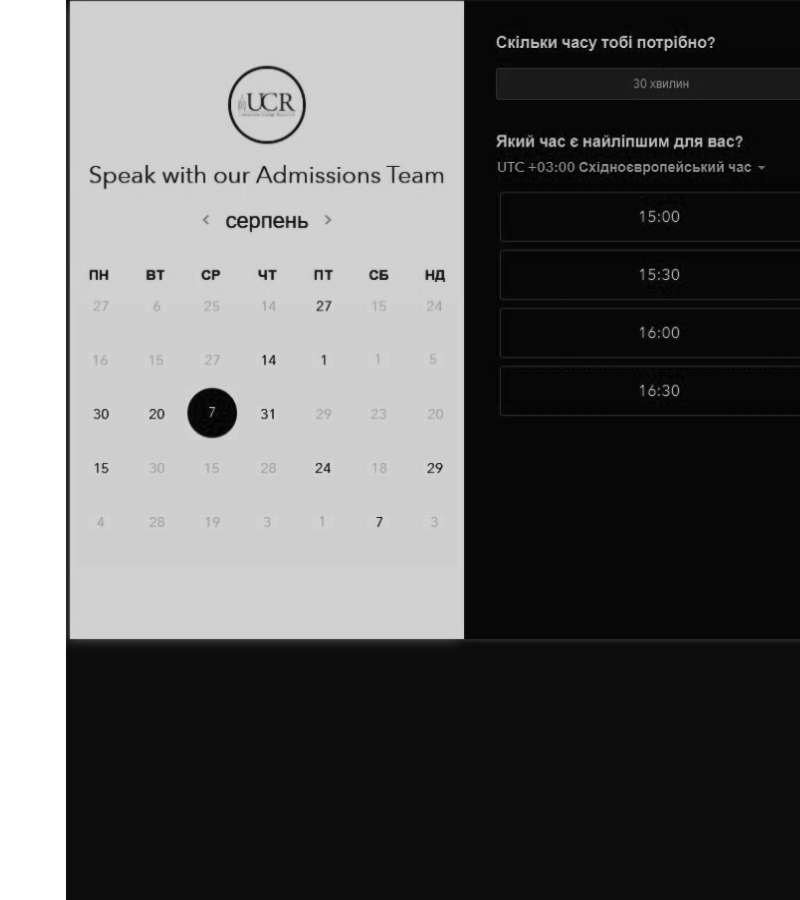 UCR
Speak with our Admissions Team
серпень
ПН ВТ СР ЧТ ПТ СБ НД
27 6 25 14 27 15 24
16 15 27 14 1 1 5
30 20 7 31 29 23 20
15 30 15 28 24 18 29
4 28 19 3 1 7 3
Скільки часу тобі потрібно?
30 хвилин
Який час є найліпшим для вас?
UTC +03:00 Східноєвропейський час
15:00
15:30
16:00
16:30